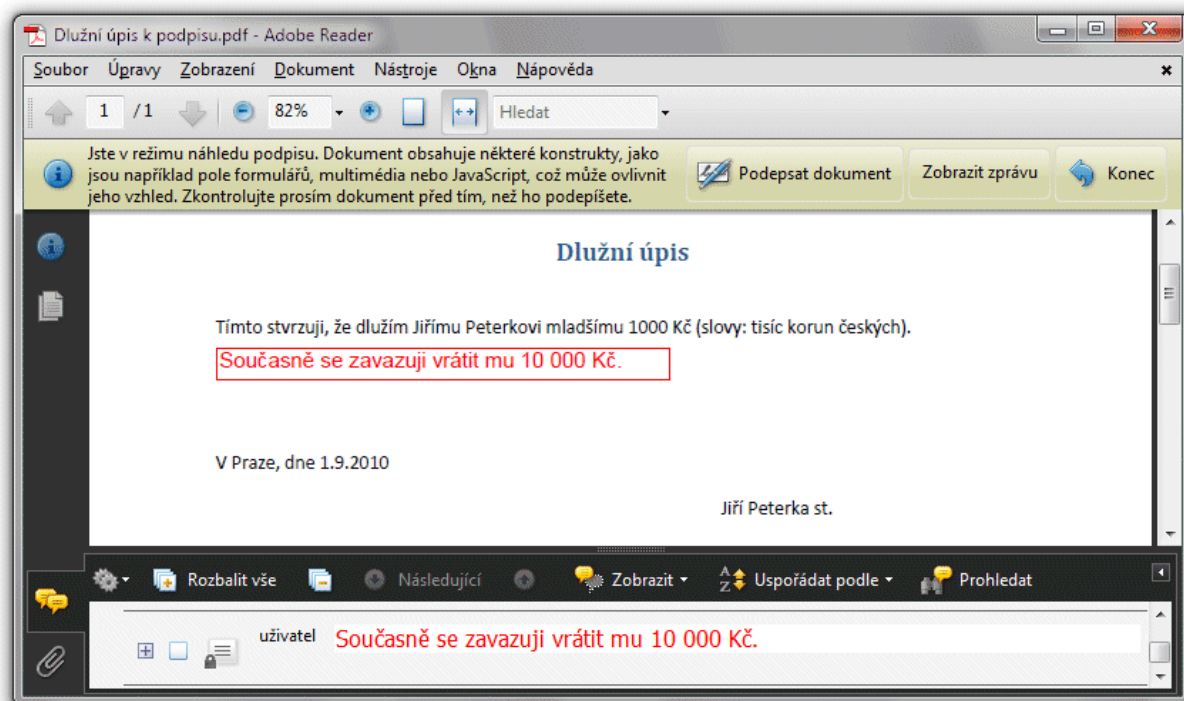 Dlužní úpis k podpisu.pdf - Adobe Reader
Soubor Úpravy Zobrazení Dokument Nástroje Okna Nápověda
1 / 1 82% Hledat
Jste v režimu náhledu podpisu. Dokument obsahuje některé konstrukty, jako
jsou například pole formulářů, multimédia nebo JavaScript, což může ovlivnit
jeho vzhled. Zkontrolujte prosím dokument před tím, než ho podepíšete.
Podepsat dokument Zobrazit zprávu Konec
Dlužní úpis
Tímto stvrzuji, že dlužím Jiřímu Peterkovi mladšímu 1000 Kč (slovy: tisíc korun českých).
Současně se zavazuji vrátit mu 10 000 Kč.
V Praze, dne 1.9.2010
Jiří Peterka st.
Rozbalit vše Následující Zobrazit Uspořádat podle Prohledat
uživatel Současně se zavazuji vrátit mu 10 000 Kč.